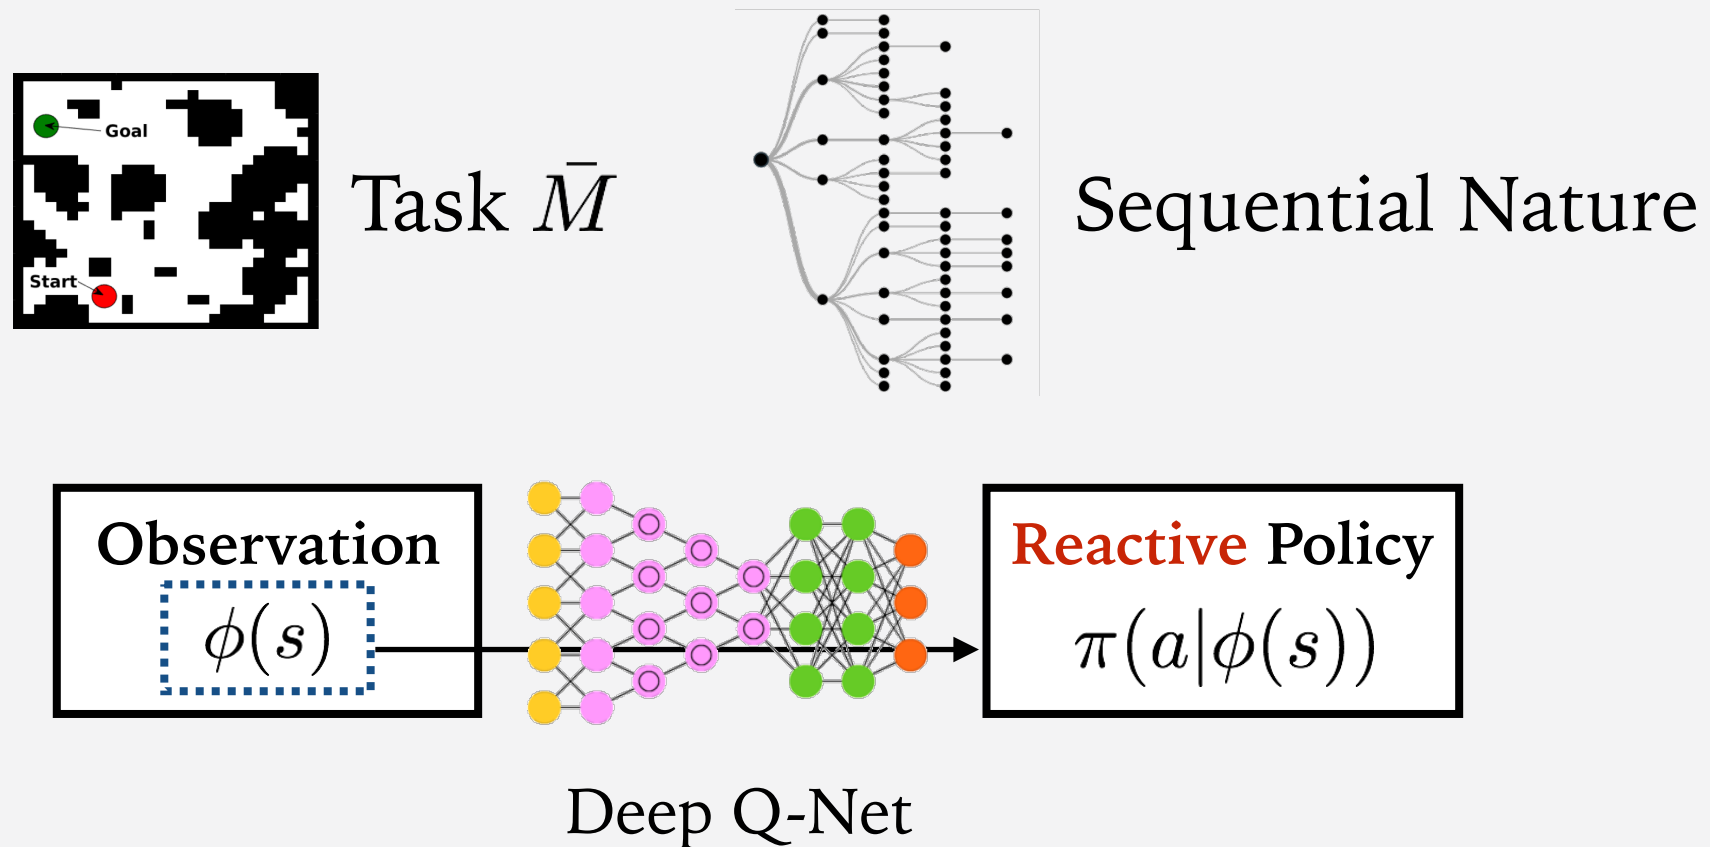 Goal
Start
Task M̄
Sequential Nature
Observation
ϕ(s)
Reactive Policy
π(a|ϕ(s))
Deep Q-Net